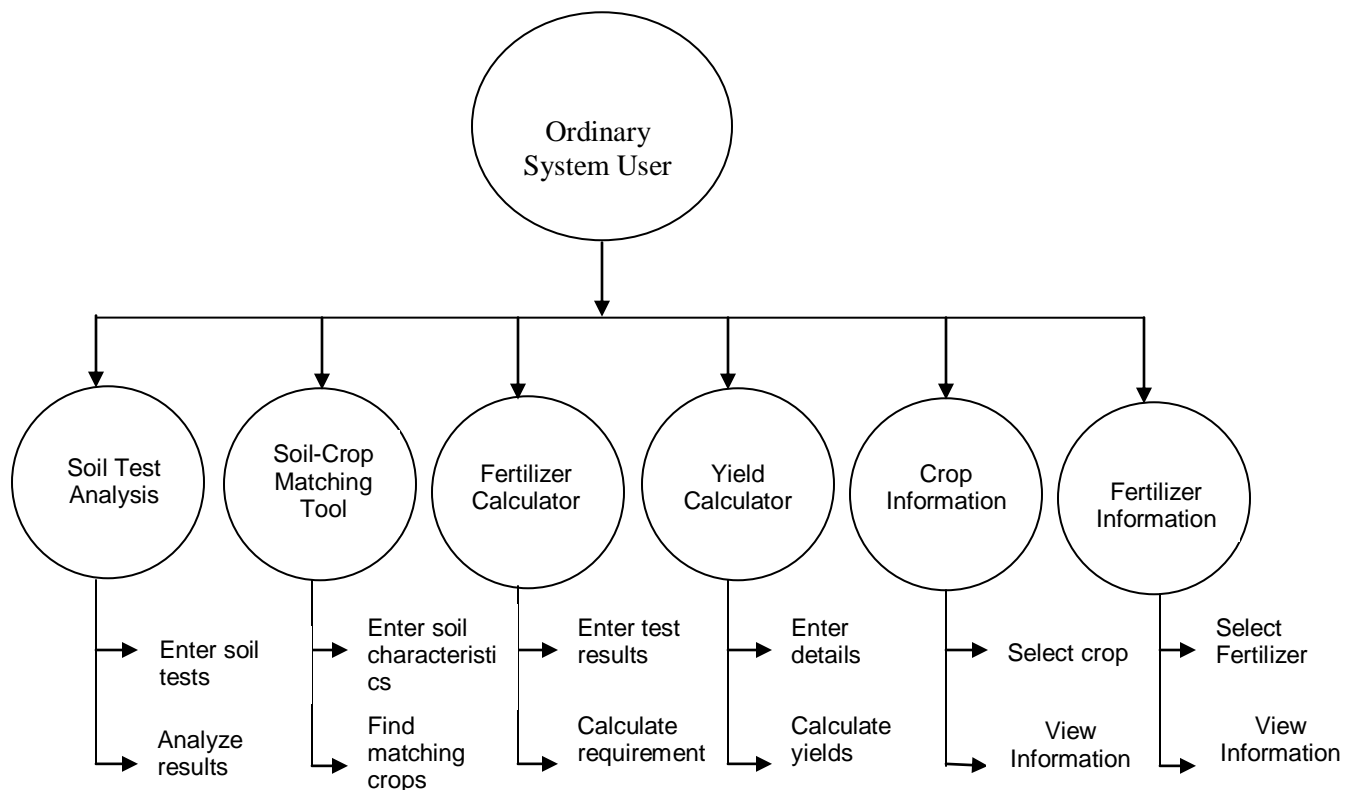 Ordinary
System User
Soil Test
Analysis
Soil-Crop
Matching
Tool
Fertilizer
Calculator
Yield
Calculator
Crop
Information
Fertilizer
Information
Enter soil
tests
Analyze
results
Enter soil
characteristi
cs
Find
matching
crops
Enter test
results
Calculate
requirement
Enter
details
Calculate
yields
Select crop
View
Information
Select
Fertilizer
View
Information